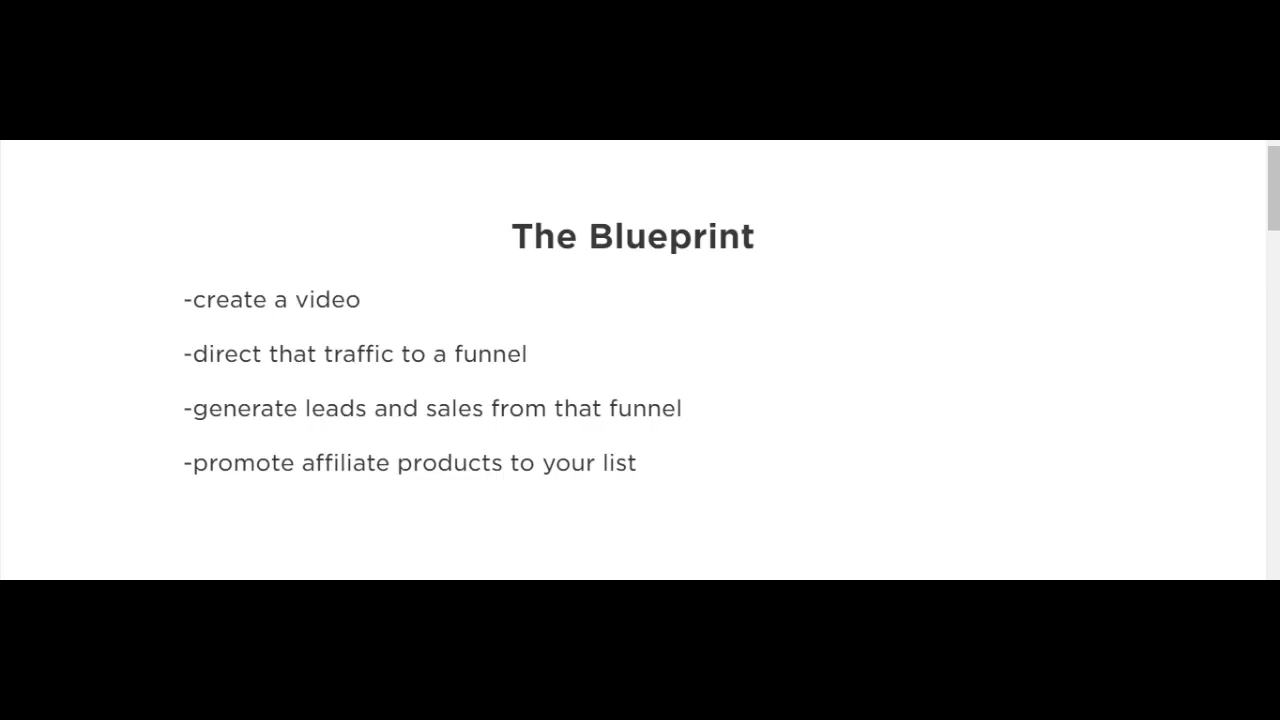 The Blueprint
-create a video
-direct that traffic to a funnel
-generate leads and sales from that funnel
-promote affiliate products to your list